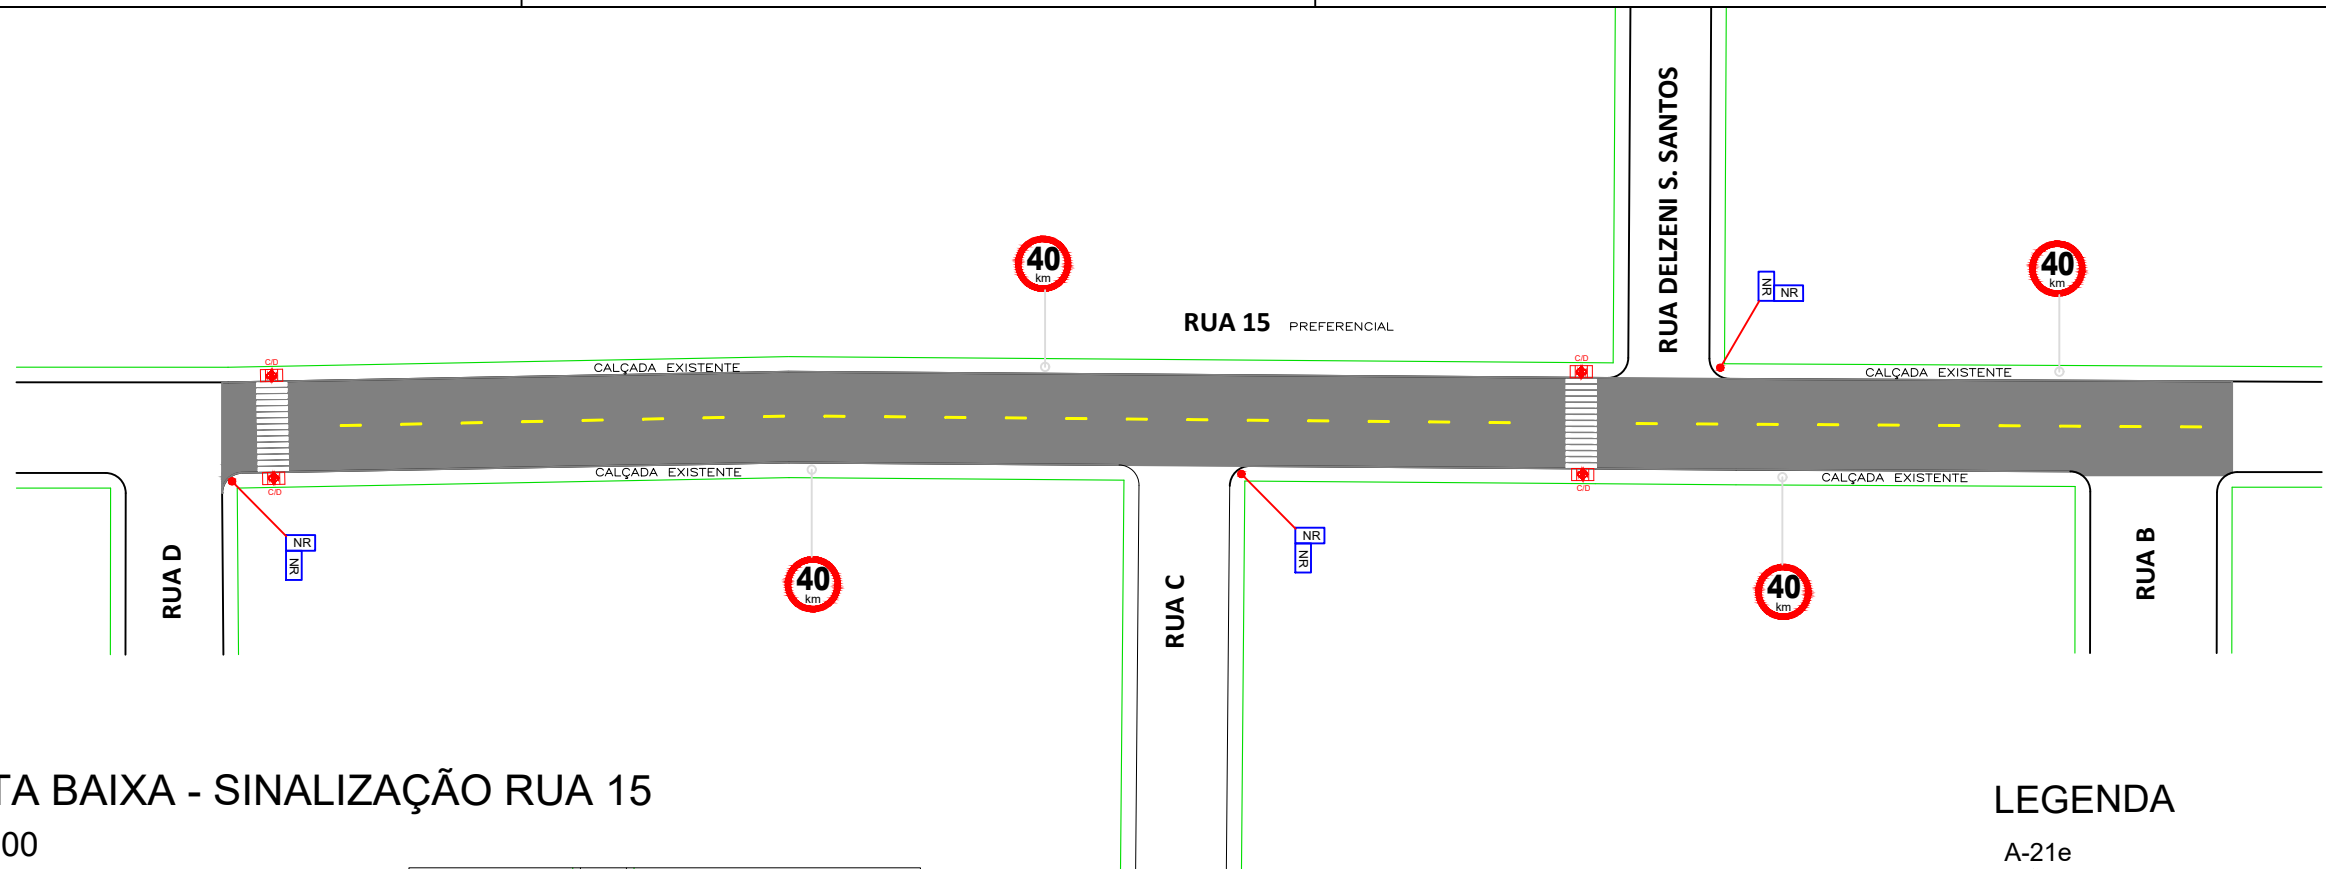 RUA DELZENI S. SANTOS
40
km
40
km
NR
NR
RUA 15 PREFERENCIAL
C/D
C/D
CALÇADA EXISTENTE
CALÇADA EXISTENTE
CALÇADA EXISTENTE
CALÇADA EXISTENTE
C/D
C/D
NR
NR
NR
NR
RUA D
40
km
RUA C
40
km
RUA B
TA BAIXA - SINALIZAÇÃO RUA 15
00
LEGENDA
A-21e